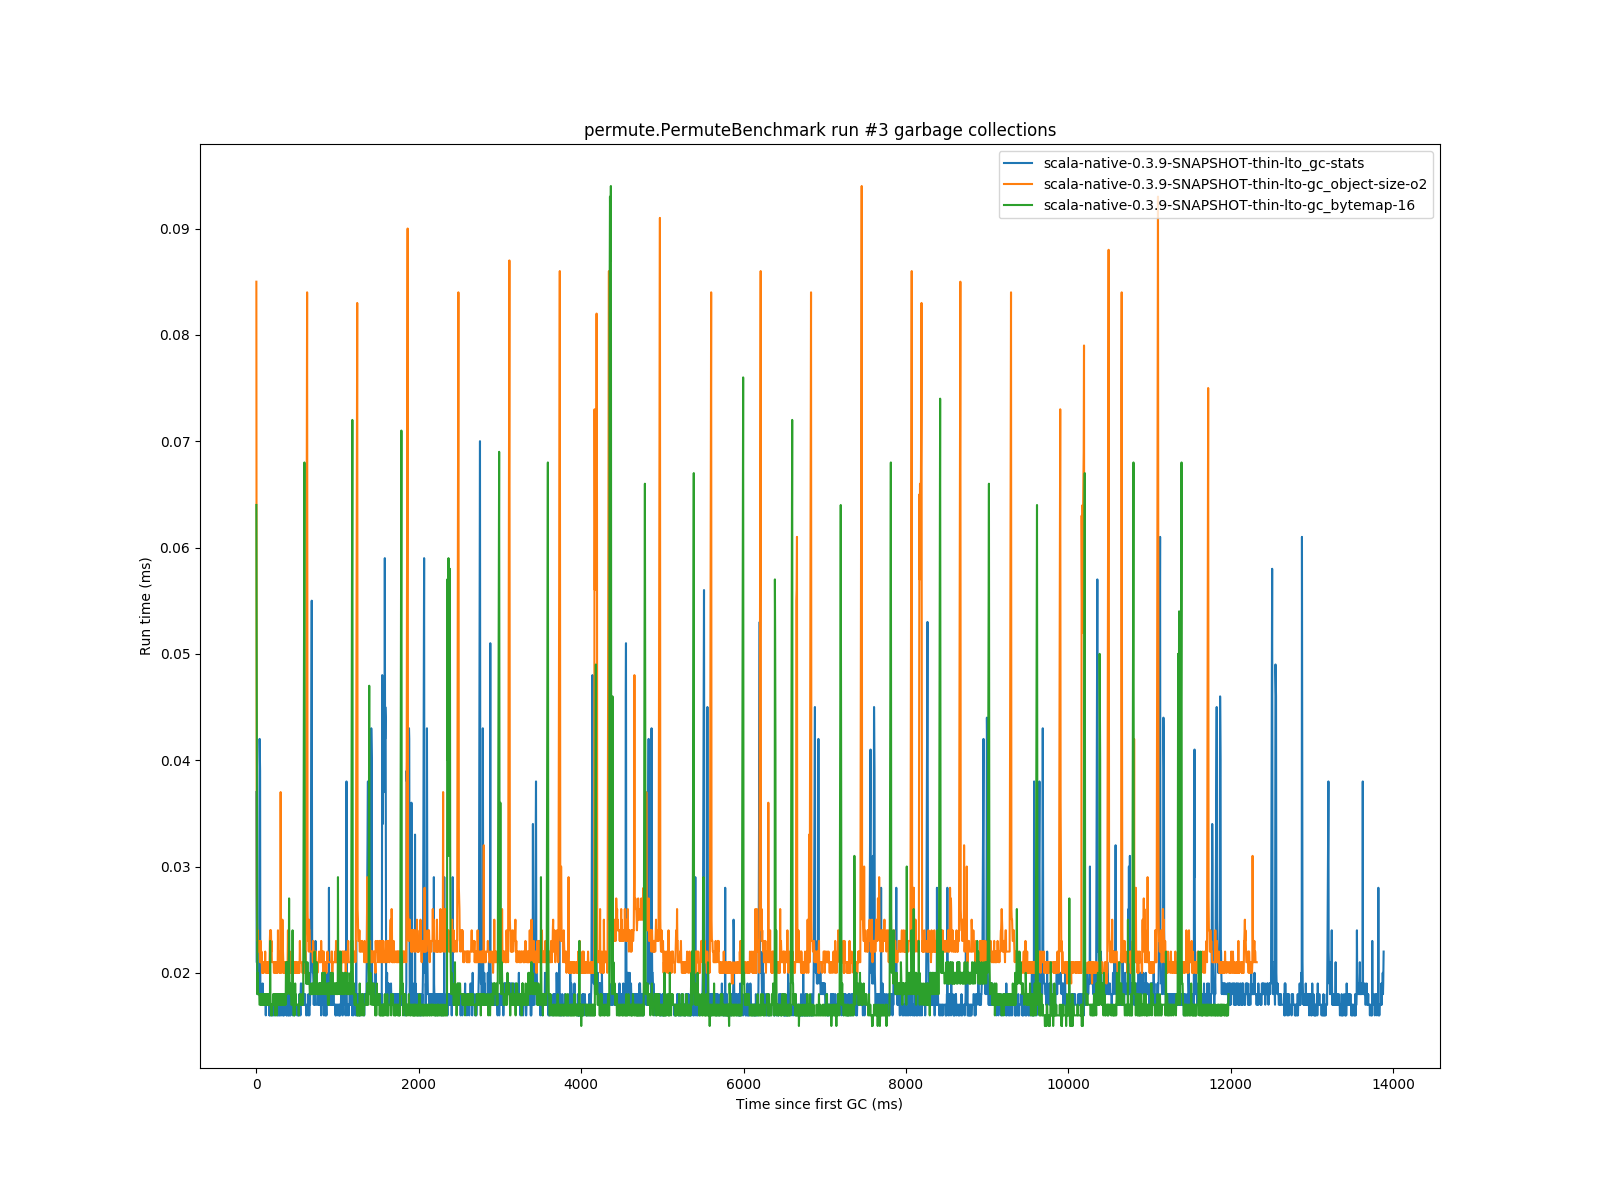 permute.PermuteBenchmark run #3 garbage collections
scala-native-0.3.9-SNAPSHOT-thin-lto_gc-stats
scala-native-0.3.9-SNAPSHOT-thin-lto-gc_object-size-o2
scala-native-0.3.9-SNAPSHOT-thin-lto-gc_bytemap-16
0.09
0.08
0.07
0.06
0.05
0.04
0.03
0.02
Run time (ms)
0 2000 4000 6000 8000 10000 12000 14000
Time since first GC (ms)